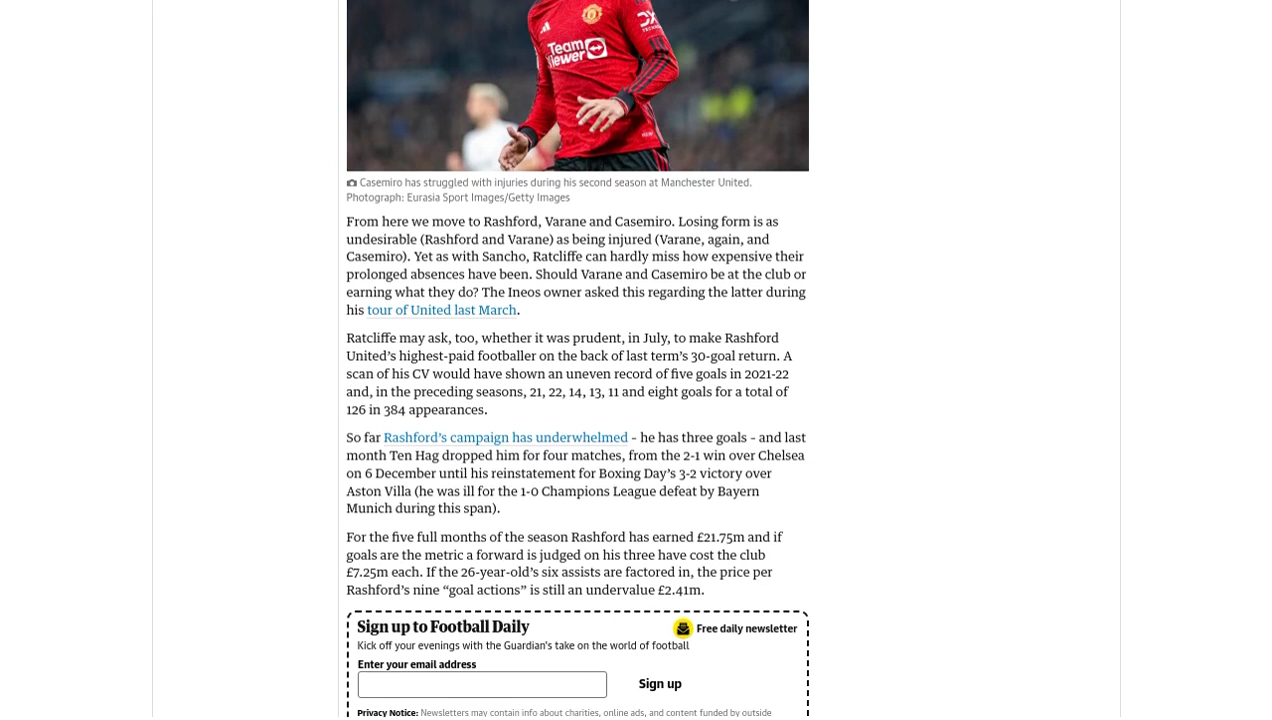 Team
Viewer
Casemiro has struggled with injuries during his second season at Manchester United.
Photograph: Eurasia Sport Images/Getty Images
From here we move to Rashford, Varane and Casemiro. Losing form is as
undesirable (Rashford and Varane) as being injured (Varane, again, and
Casemiro). Yet as with Sancho, Ratcliffe can hardly miss how expensive their
prolonged absences have been. Should Varane and Casemiro be at the club or
earning what they do? The Ineos owner asked this regarding the latter during
his tour of United last March.
Ratcliffe may ask, too, whether it was prudent, in July, to make Rashford
United’s highest-paid footballer on the back of last term’s 30-goal return. A
scan of his CV would have shown an uneven record of five goals in 2021-22
and, in the preceding seasons, 21, 22, 14, 13, 11 and eight goals for a total of
126 in 384 appearances.
So far Rashford’s campaign has underwhelmed – he has three goals – and last
month Ten Hag dropped him for four matches, from the 2-1 win over Chelsea
on 6 December until his reinstatement for Boxing Day’s 3-2 victory over
Aston Villa (he was ill for the 1-0 Champions League defeat by Bayern
Munich during this span).
For the five full months of the season Rashford has earned £21.75m and if
goals are the metric a forward is judged on his three have cost the club
£7.25m each. If the 26-year-old’s six assists are factored in, the price per
Rashford’s nine “goal actions” is still an undervalue £2.41m.
Sign up to Football Daily
Free daily newsletter
Kick off your evenings with the Guardian's take on the world of football
Enter your email address
Sign up
Privacy Notice: Newsletters may contain info about charities, online ads, and content funded by outside